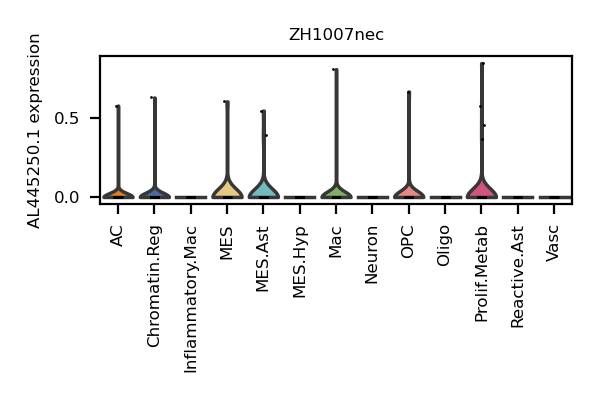 ZH1007nec
AL445250.1 expression
0.5
0.0
AC
Chromatin.Reg
Inflammatory.Mac
MES
MES.Ast
MES.Hyp
Mac
Neuron
OPC
Oligo
Prolif.Metab
Reactive.Ast
Vasc